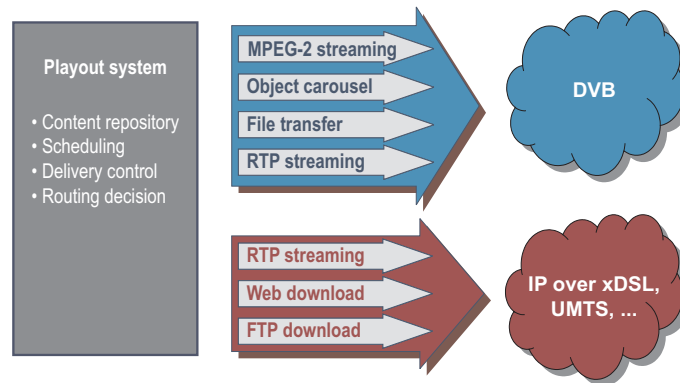 Playout system
• Content repository
• Scheduling
• Delivery control
• Routing decision
MPEG-2 streaming
Object carousel
File transfer
RTP streaming
DVB
RTP streaming
Web download
FTP download
IP over xDSL,
UMTS, ...